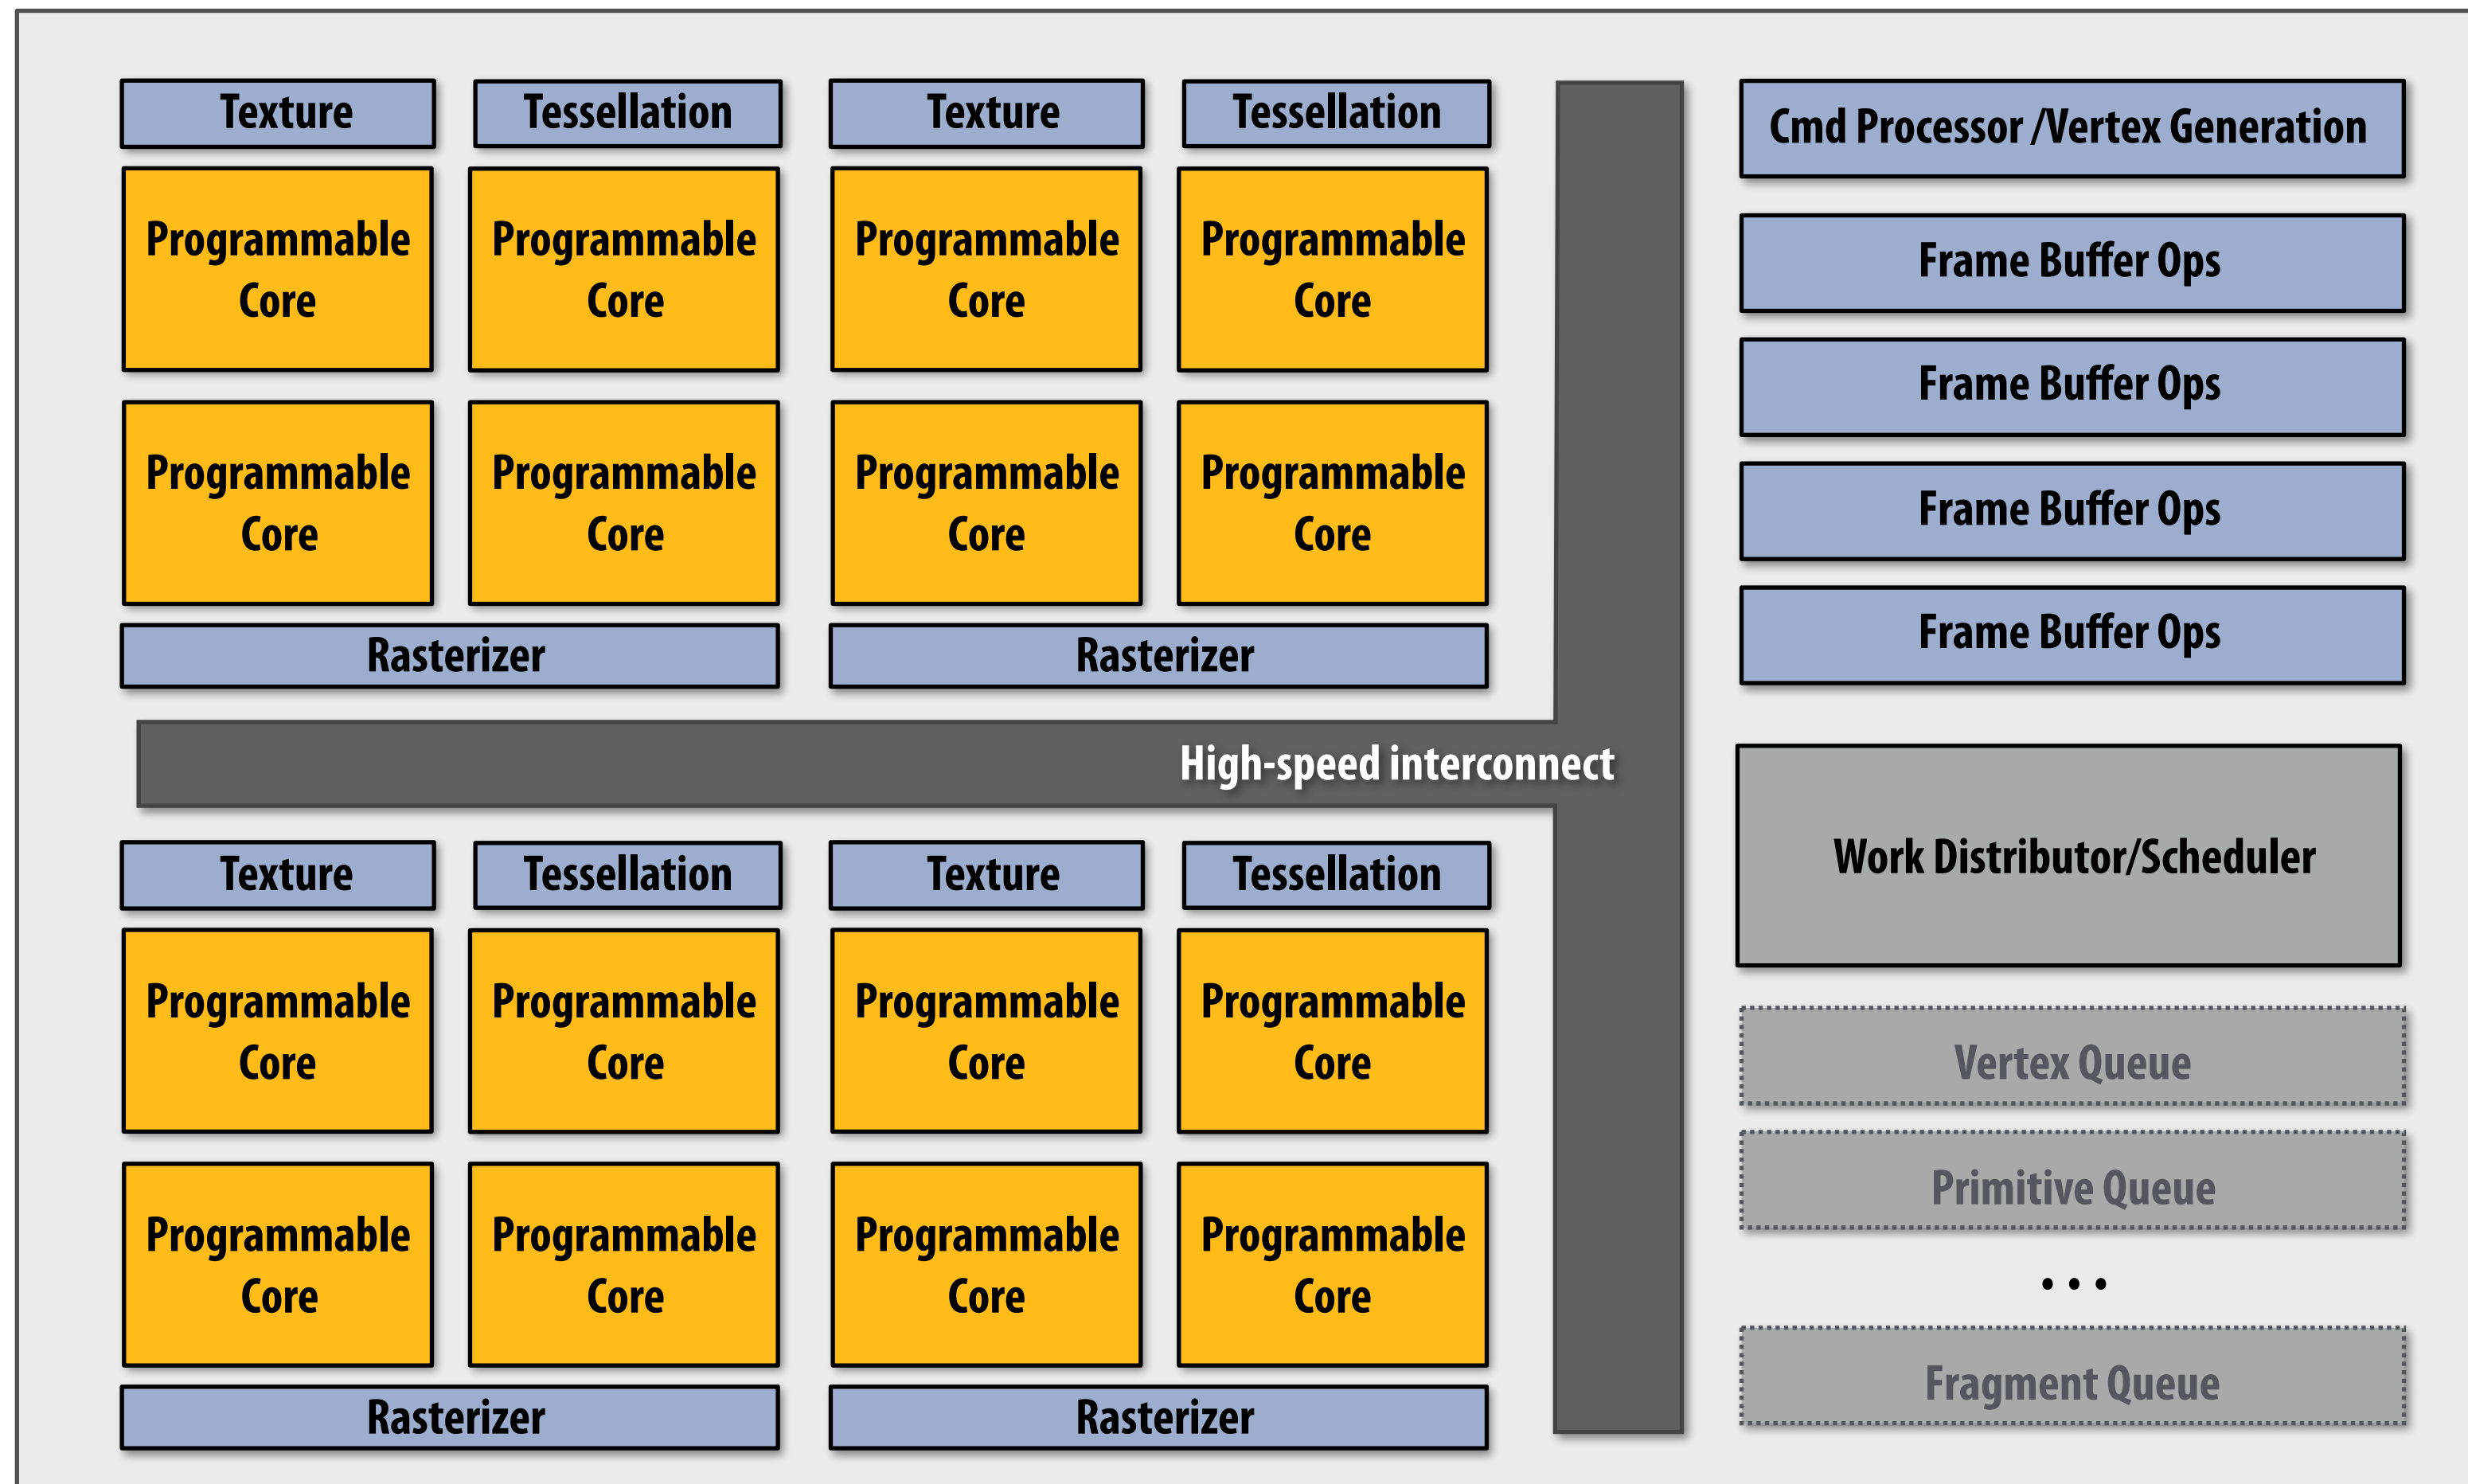 Texture
Tessellation
Texture
Tessellation
Programmable
Core
Programmable
Core
Programmable
Core
Programmable
Core
Programmable
Core
Programmable
Core
Programmable
Core
Programmable
Core
Rasterizer
Rasterizer
High-speed interconnect
Texture
Tessellation
Texture
Tessellation
Programmable
Core
Programmable
Core
Programmable
Core
Programmable
Core
Programmable
Core
Programmable
Core
Programmable
Core
Programmable
Core
Rasterizer
Rasterizer
Cmd Processor /Vertex Generation
Frame Buffer Ops
Frame Buffer Ops
Frame Buffer Ops
Frame Buffer Ops
Work Distributor/Scheduler
Vertex Queue
Primitive Queue
. . .
Fragment Queue